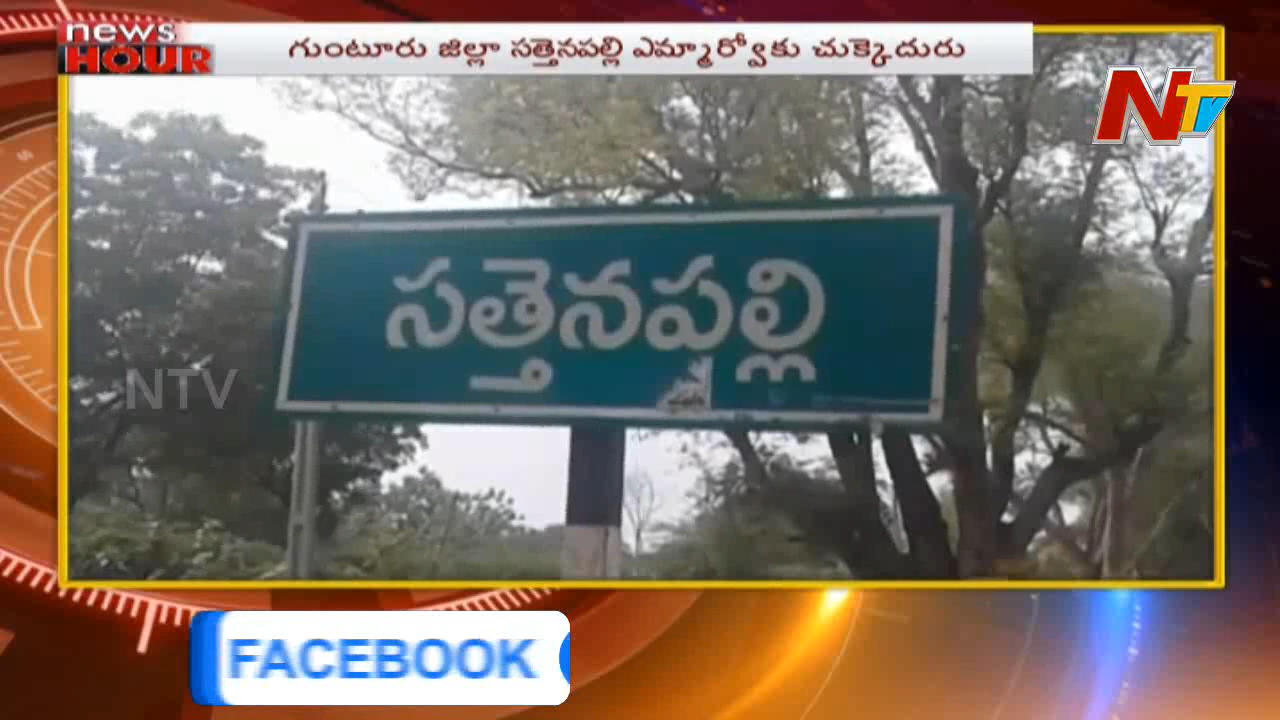 news
HOUR
గుంటూరు జిల్లా సత్తెనపల్లి ఎమ్మార్వోకు చుక్కెదురు
NTV
సత్తెనపల్లి
NTV
FACEBOOK